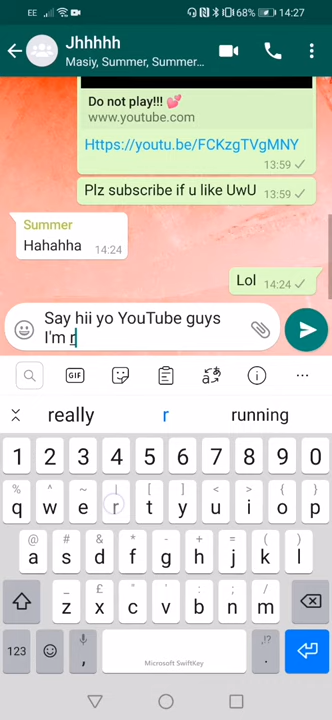 EE 68% 14:27
Jhhhhh
Masiy, Summer, Summer...
Do not play!!! 💕
www.youtube.com
Https://youtu.be/FCKzgTVgMNY
13:59
Plz subscribe if u like UwU 13:59
Summer
Hahahha 14:24
Lol 14:24
Say hii yo YouTube guys
I'm r
GIF
really r running
1 2 3 4 5 6 7 8 9 0
% ^ ~ | [ ] < > { }
q w e r t y u i o p
@ # & * - + = ( )
a s d f g h j k l
_ £ " ' : ; /
z x c v b n m
123 , Microsoft SwiftKey ,!? .